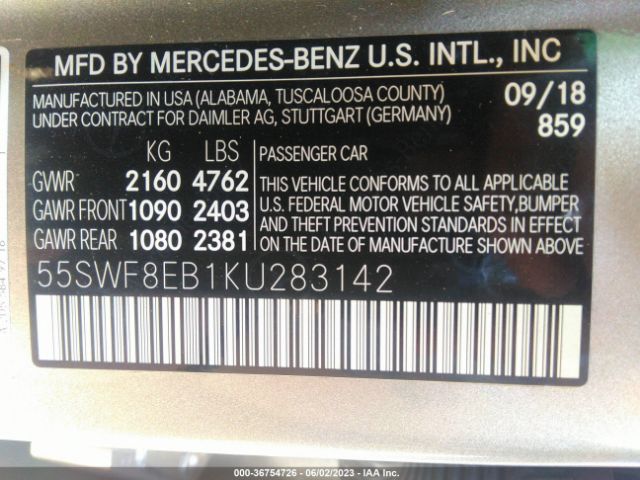 MFD BY MERCEDES-BENZ U.S. INTL., INC
MANUFACTURED IN USA (ALABAMA, TUSCALOOSA COUNTY) 09/18
UNDER CONTRACT FOR DAIMLER AG, STUTTGART (GERMANY) 859
KG LBS PASSENGER CAR
GVWR 2160 4762
GAWR FRONT 1090 2403
GAWR REAR 1080 2381
THIS VEHICLE CONFORMS TO ALL APPLICABLE
U.S. FEDERAL MOTOR VEHICLE SAFETY,BUMPER
AND THEFT PREVENTION STANDARDS IN EFFECT
ON THE DATE OF MANUFACTURE SHOWN ABOVE.
55SWF8EB1KU283142
000-36754726 - 06/02/2023 - IAA Inc.